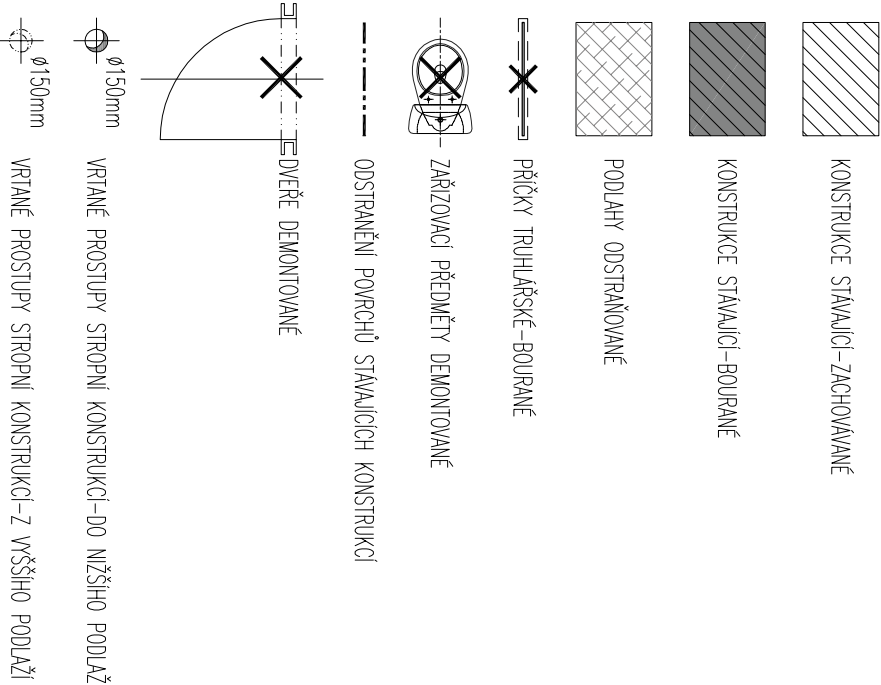 KONSTRUKCE STÁVAJÍCÍ-ZACHOVÁVANÉ
KONSTRUKCE STÁVAJÍCÍ-BOURANÉ
PODLAHY ODSTRAŇOVANÉ
PŘÍČKY TRUHLÁŘSKÉ-BOURANÉ
ZAŘIZOVACÍ PŘEDMĚTY DEMONTOVANÉ
ODSTRANĚNÍ POVRCHŮ STÁVAJÍCÍCH KONSTRUKCÍ
DVEŘE DEMONTOVANÉ
ø150mm
VRTANÉ PROSTUPY STROPNÍ KONSTRUKCÍ-DO NIŽŠÍHO PODLAŽ
ø150mm
VRTANÉ PROSTUPY STROPNÍ KONSTRUKCÍ-Z VYŠŠÍHO PODLAŽÍ